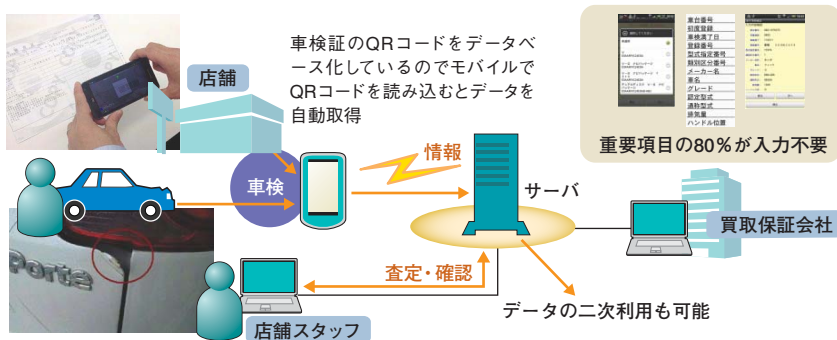 店舗
車検証のQRコードをデータベ
ース化しているのでモバイルで
QRコードを読み込むとデータを
自動取得
車台番号
初度登録
車検満了日
登録番号
型式指定番号
類別区分番号
メーカー名
車名
グレード
認定型式
通称型式
排気量
ハンドル位置
重要項目の80%が入力不要
車検
情報
サーバ
買取保証会社
Porte
査定・確認
店舗スタッフ
データの二次利用も可能